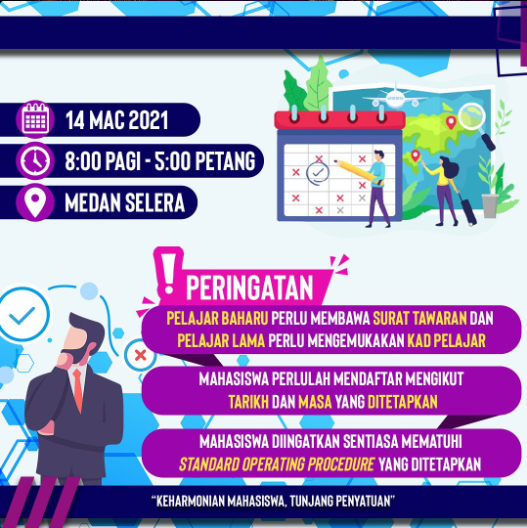 14 MAC 2021
8:00 PAGI - 5:00 PETANG
MEDAN SELERA
! PERINGATAN
PELAJAR BAHARU PERLU MEMBAWA SURAT TAWARAN DAN
PELAJAR LAMA PERLU MENGEMUKAKAN KAD PELAJAR
MAHASISWA PERLULAH MENDAFTAR MENGIKUT
TARIKH DAN MASA YANG DITETAPKAN
MAHASISWA DIINGATKAN SENTIASA MEMATUHI
STANDARD OPERATING PROCEDURE YANG DITETAPKAN
"KEHARMONIAN MAHASISWA, TUNJANG PENYATUAN"